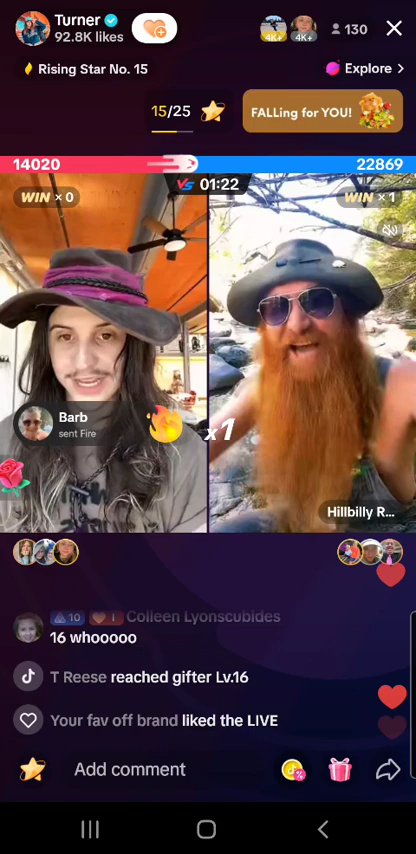 Turner
92.8K likes
4K+ 4K+
130
Rising Star No. 15
Explore >
15/25
FALLing for YOU!
14020
22869
VS 01:22
WIN x 0
WIN x 1
Barb
sent Fire
x1
Hillbilly R...
10 1 Colleen Lyonscubides
16 whooooo
T Reese reached gifter Lv.16
Your fav off brand liked the LIVE
Add comment